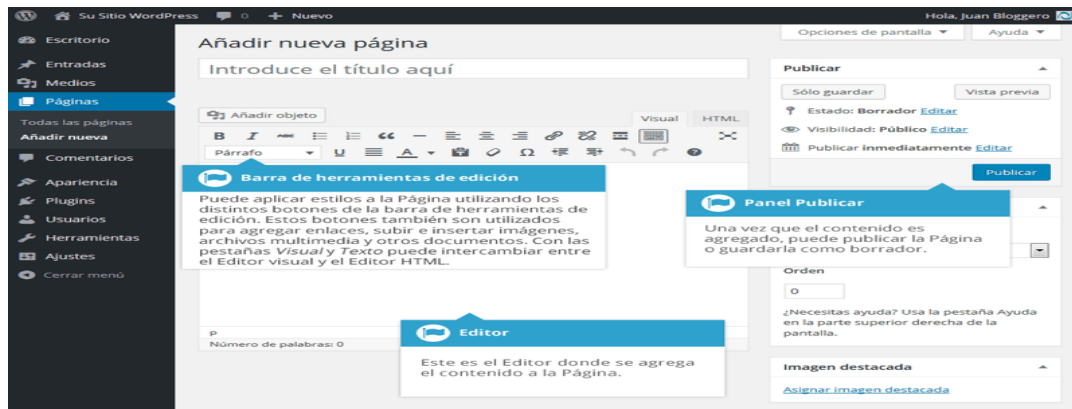 Su Sitio WordPress 0 + Nuevo Hola, Juan Bloggero
Escritorio
Entradas
Medios
Páginas
Todas las páginas
Añadir nueva
Comentarios
Apariencia
Plugins
Usuarios
Herramientas
Ajustes
Cerrar menú
Opciones de pantalla Ayuda
Añadir nueva página
Introduce el título aquí
Añadir objeto
Visual HTML
B I ABC
Párrafo U A Ω
Barra de herramientas de edición
Puede aplicar estilos a la Página utilizando los
distintos botones de la barra de herramientas de
edición. Estos botones también son utilizados
para agregar enlaces, subir e insertar imágenes,
archivos multimedia y otros documentos. Con las
pestañas Visual y Texto puede intercambiar entre
el Editor visual y el Editor HTML.
P
Número de palabras: 0
Editor
Este es el Editor donde se agrega
el contenido a la Página.
Publicar
Sólo guardar Vista previa
Estado: Borrador Editar
Visibilidad: Público Editar
Publicar inmediatamente Editar
Publicar
Panel Publicar
Una vez que el contenido es
agregado, puede publicar la Página
o guardarla como borrador.
Orden
0
¿Necesitas ayuda? Usa la pestaña Ayuda
en la parte superior derecha de la
pantalla.
Imagen destacada
Asignar imagen destacada